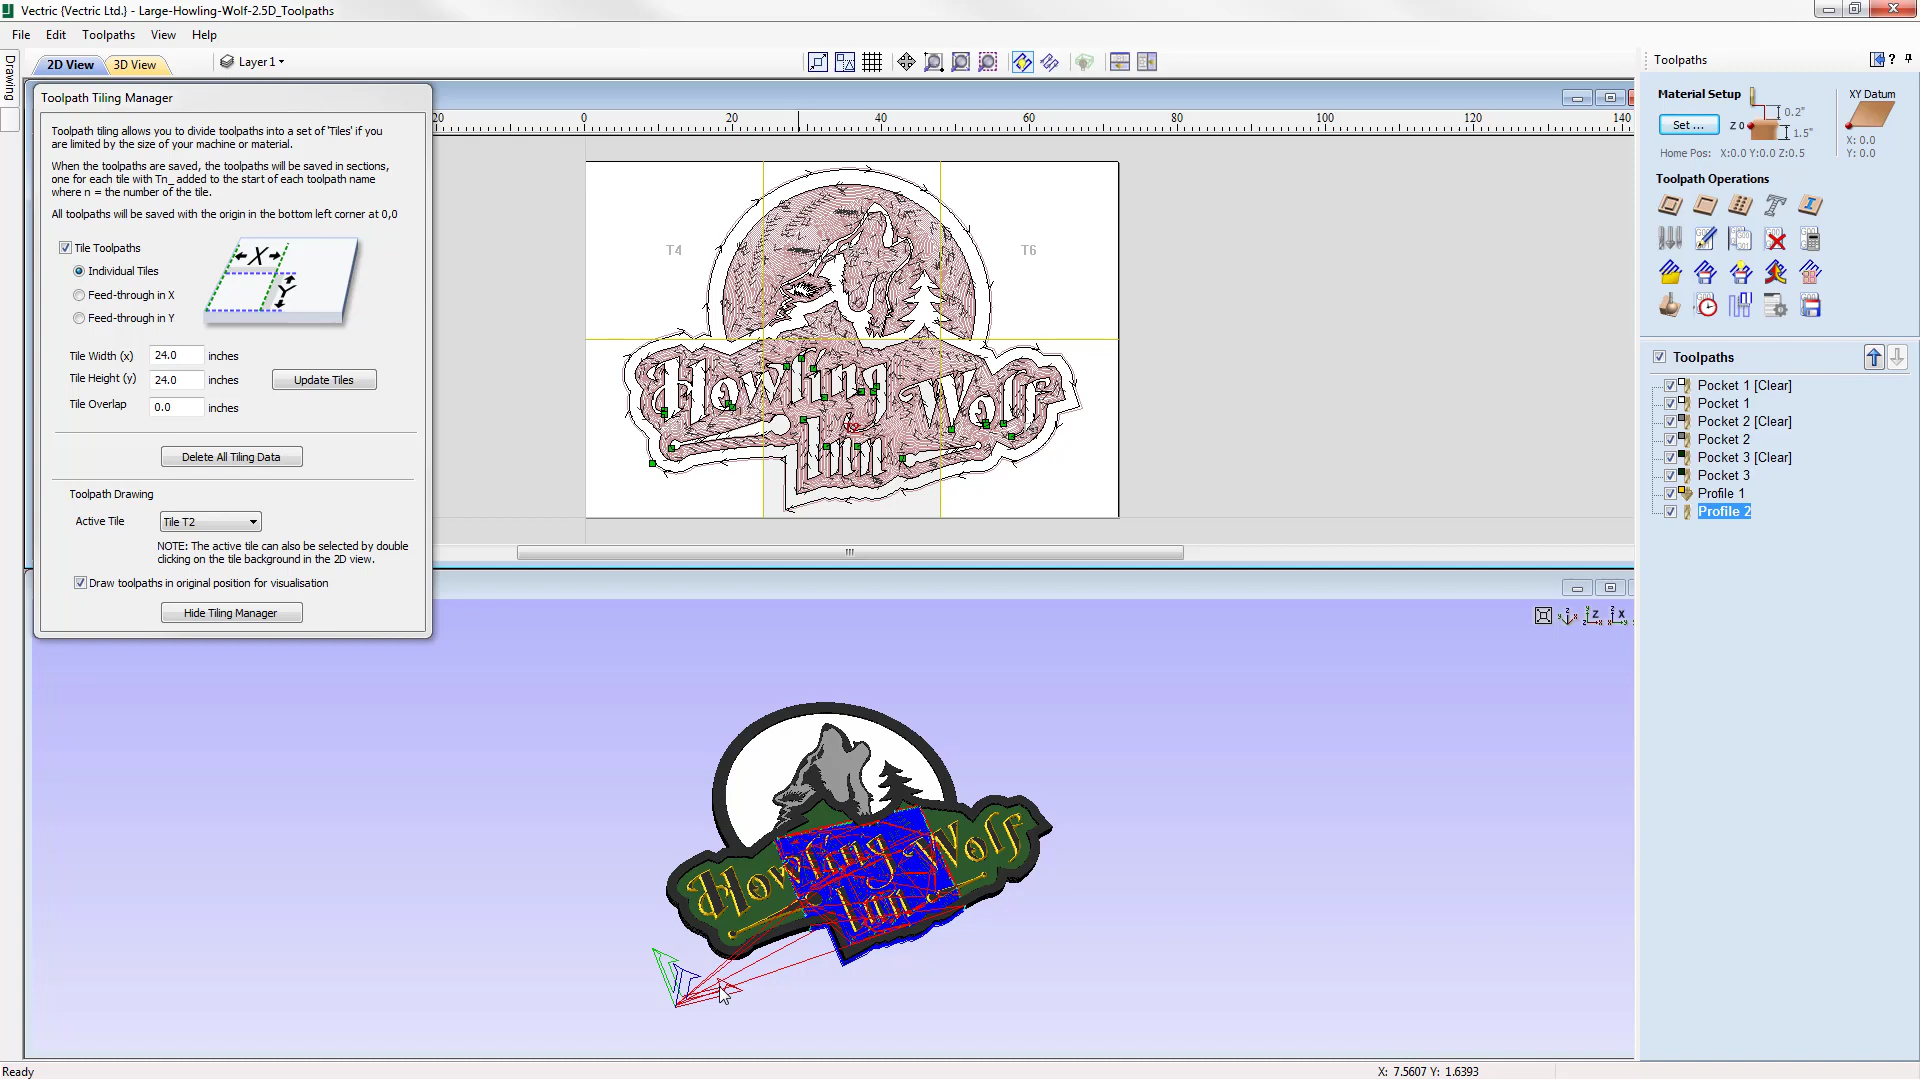 Vectric {Vectric Ltd.} - Large-Howling-Wolf-2.5D_Toolpaths
File Edit Toolpaths View Help
Drawing
2D View 3D View Layer 1
Toolpath Tiling Manager
Toolpath tiling allows you to divide toolpaths into a set of 'Tiles' if you
are limited by the size of your machine or material.
When the toolpaths are saved, the toolpaths will be saved in sections,
one for each tile with Tn_ added to the start of each toolpath name
where n = the number of the tile.
All toolpaths will be saved with the origin in the bottom left corner at 0,0
Tile Toolpaths
Individual Tiles
Feed-through in X
Feed-through in Y
X
Y
Tile Width (x) 24.0 inches
Tile Height (y) 24.0 inches Update Tiles
Tile Overlap 0.0 inches
Delete All Tiling Data
Toolpath Drawing
Active Tile Tile T2
NOTE: The active tile can also be selected by double
clicking on the tile background in the 2D view.
Draw toolpaths in original position for visualisation
Hide Tiling Manager
20 0 20 40 60 80 100 120 140
T4 T6
Howling Wolf
Inn
Howling Wolf
Inn
Toolpaths
Material Setup
Set ...
Z 0
0.2"
1.5"
Home Pos: X:0.0 Y:0.0 Z:0.5
XY Datum
X: 0.0
Y: 0.0
Toolpath Operations
Toolpaths
Pocket 1 [Clear]
Pocket 1
Pocket 2 [Clear]
Pocket 2
Pocket 3 [Clear]
Pocket 3
Profile 1
Profile 2
Ready X: 7.5607 Y: 1.6393